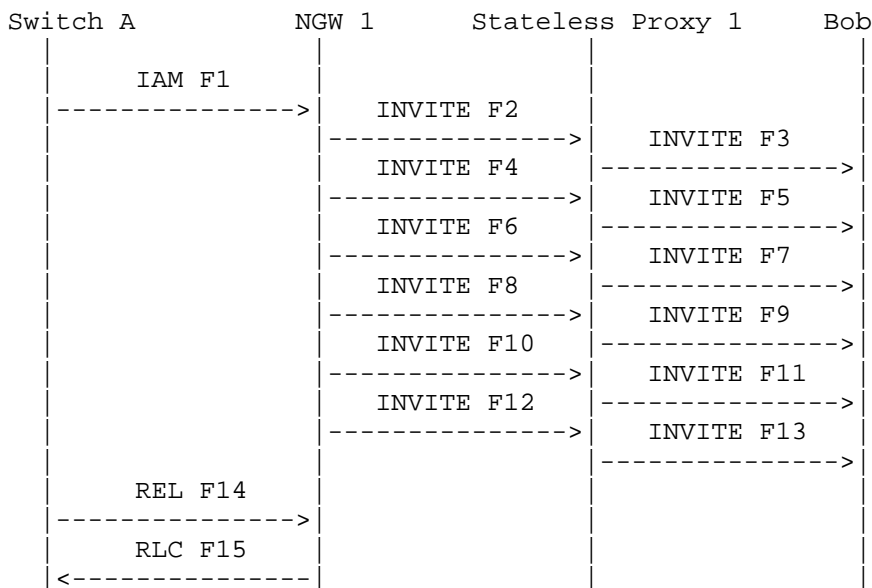 Switch A NGW 1 Stateless Proxy 1 Bob
IAM F1
INVITE F2
INVITE F3
INVITE F4
INVITE F5
INVITE F6
INVITE F7
INVITE F8
INVITE F9
INVITE F10
INVITE F11
INVITE F12
INVITE F13
REL F14
RLC F15